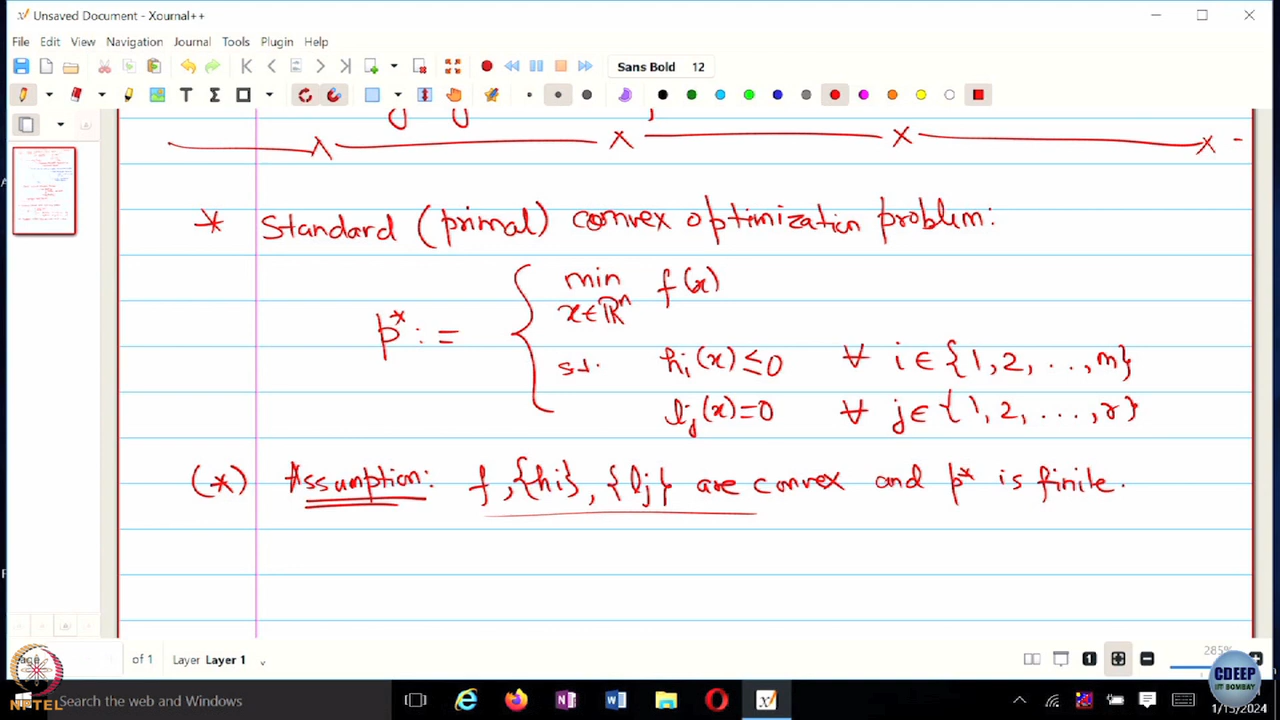 Unsaved Document - Xournal++
File Edit View Navigation Journal Tools Plugin Help
Sans Bold 12
* Standard (primal) convex optimization problem:
p* := { min f(x)
x∈ℝⁿ
s.t. hᵢ(x) ≤ 0 ∀ i ∈ {1, 2, ..., m}
lⱼ(x) = 0 ∀ j ∈ {1, 2, ..., r}
(*) Assumption: f, {hi}, {lj} are convex and p* is finite.
of 1 Layer Layer 1
285%
Search the web and Windows
NPTEL
CDEEP
IIT BOMBAY
1/15/2024